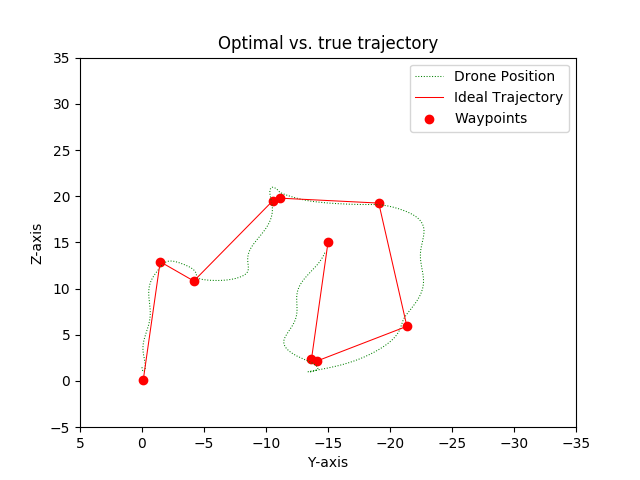 Optimal vs. true trajectory
Drone Position
Ideal Trajectory
Waypoints
35
30
25
20
15
10
5
0
−5
Z-axis
5 0 −5 −10 −15 −20 −25 −30 −35
Y-axis